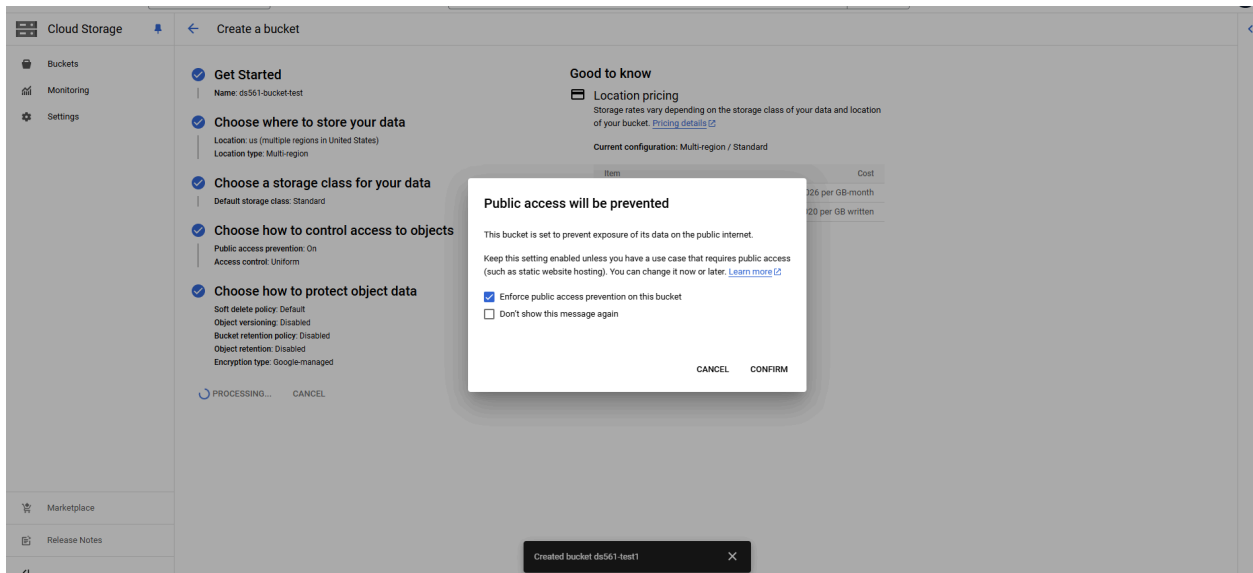 Cloud Storage
Create a bucket
Buckets
Monitoring
Settings
Get Started
Name: ds561-bucket-test
Choose where to store your data
Location: us (multiple regions in United States)
Location type: Multi-region
Choose a storage class for your data
Default storage class: Standard
Choose how to control access to objects
Public access prevention: On
Access control: Uniform
Choose how to protect object data
Soft delete policy: Default
Object versioning: Disabled
Bucket retention policy: Disabled
Object retention: Disabled
Encryption type: Google-managed
PROCESSING... CANCEL
Good to know
Location pricing
Storage rates vary depending on the storage class of your data and location
of your bucket. Pricing details
Current configuration: Multi-region / Standard
Item Cost
026 per GB-month
020 per GB written
Public access will be prevented
This bucket is set to prevent exposure of its data on the public internet.
Keep this setting enabled unless you have a use case that requires public access
(such as static website hosting). You can change it now or later. Learn more
Enforce public access prevention on this bucket
Don't show this message again
CANCEL CONFIRM
Marketplace
Release Notes
Created bucket ds561-test1